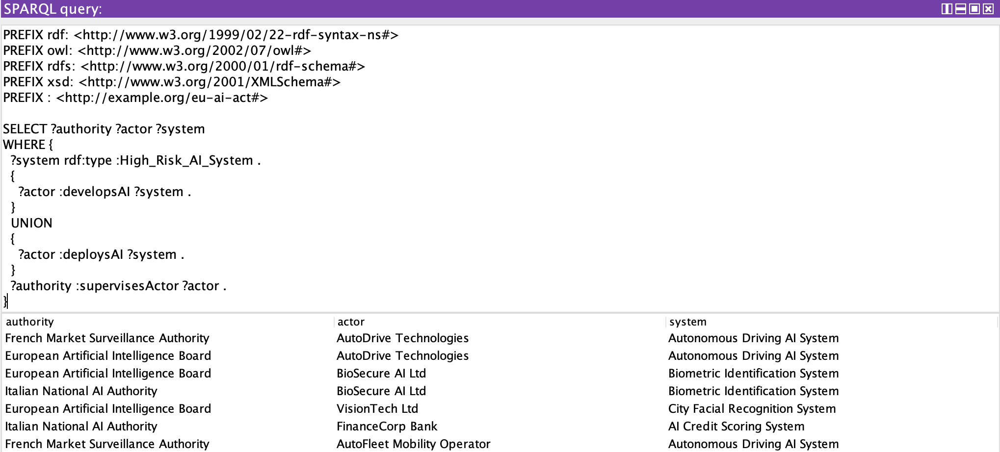 SPARQL query:
PREFIX rdf: <http://www.w3.org/1999/02/22-rdf-syntax-ns#>
PREFIX owl: <http://www.w3.org/2002/07/owl#>
PREFIX rdfs: <http://www.w3.org/2000/01/rdf-schema#>
PREFIX xsd: <http://www.w3.org/2001/XMLSchema#>
PREFIX : <http://example.org/eu-ai-act#>
SELECT ?authority ?actor ?system
WHERE {
?system rdf:type :High_Risk_AI_System .
{
?actor :developsAI ?system .
}
UNION
{
?actor :deploysAI ?system .
}
?authority :supervisesActor ?actor .
}
authority actor system
French Market Surveillance Authority AutoDrive Technologies Autonomous Driving AI System
European Artificial Intelligence Board AutoDrive Technologies Autonomous Driving AI System
European Artificial Intelligence Board BioSecure AI Ltd Biometric Identification System
Italian National AI Authority BioSecure AI Ltd Biometric Identification System
European Artificial Intelligence Board VisionTech Ltd City Facial Recognition System
Italian National AI Authority FinanceCorp Bank AI Credit Scoring System
French Market Surveillance Authority AutoFleet Mobility Operator Autonomous Driving AI System